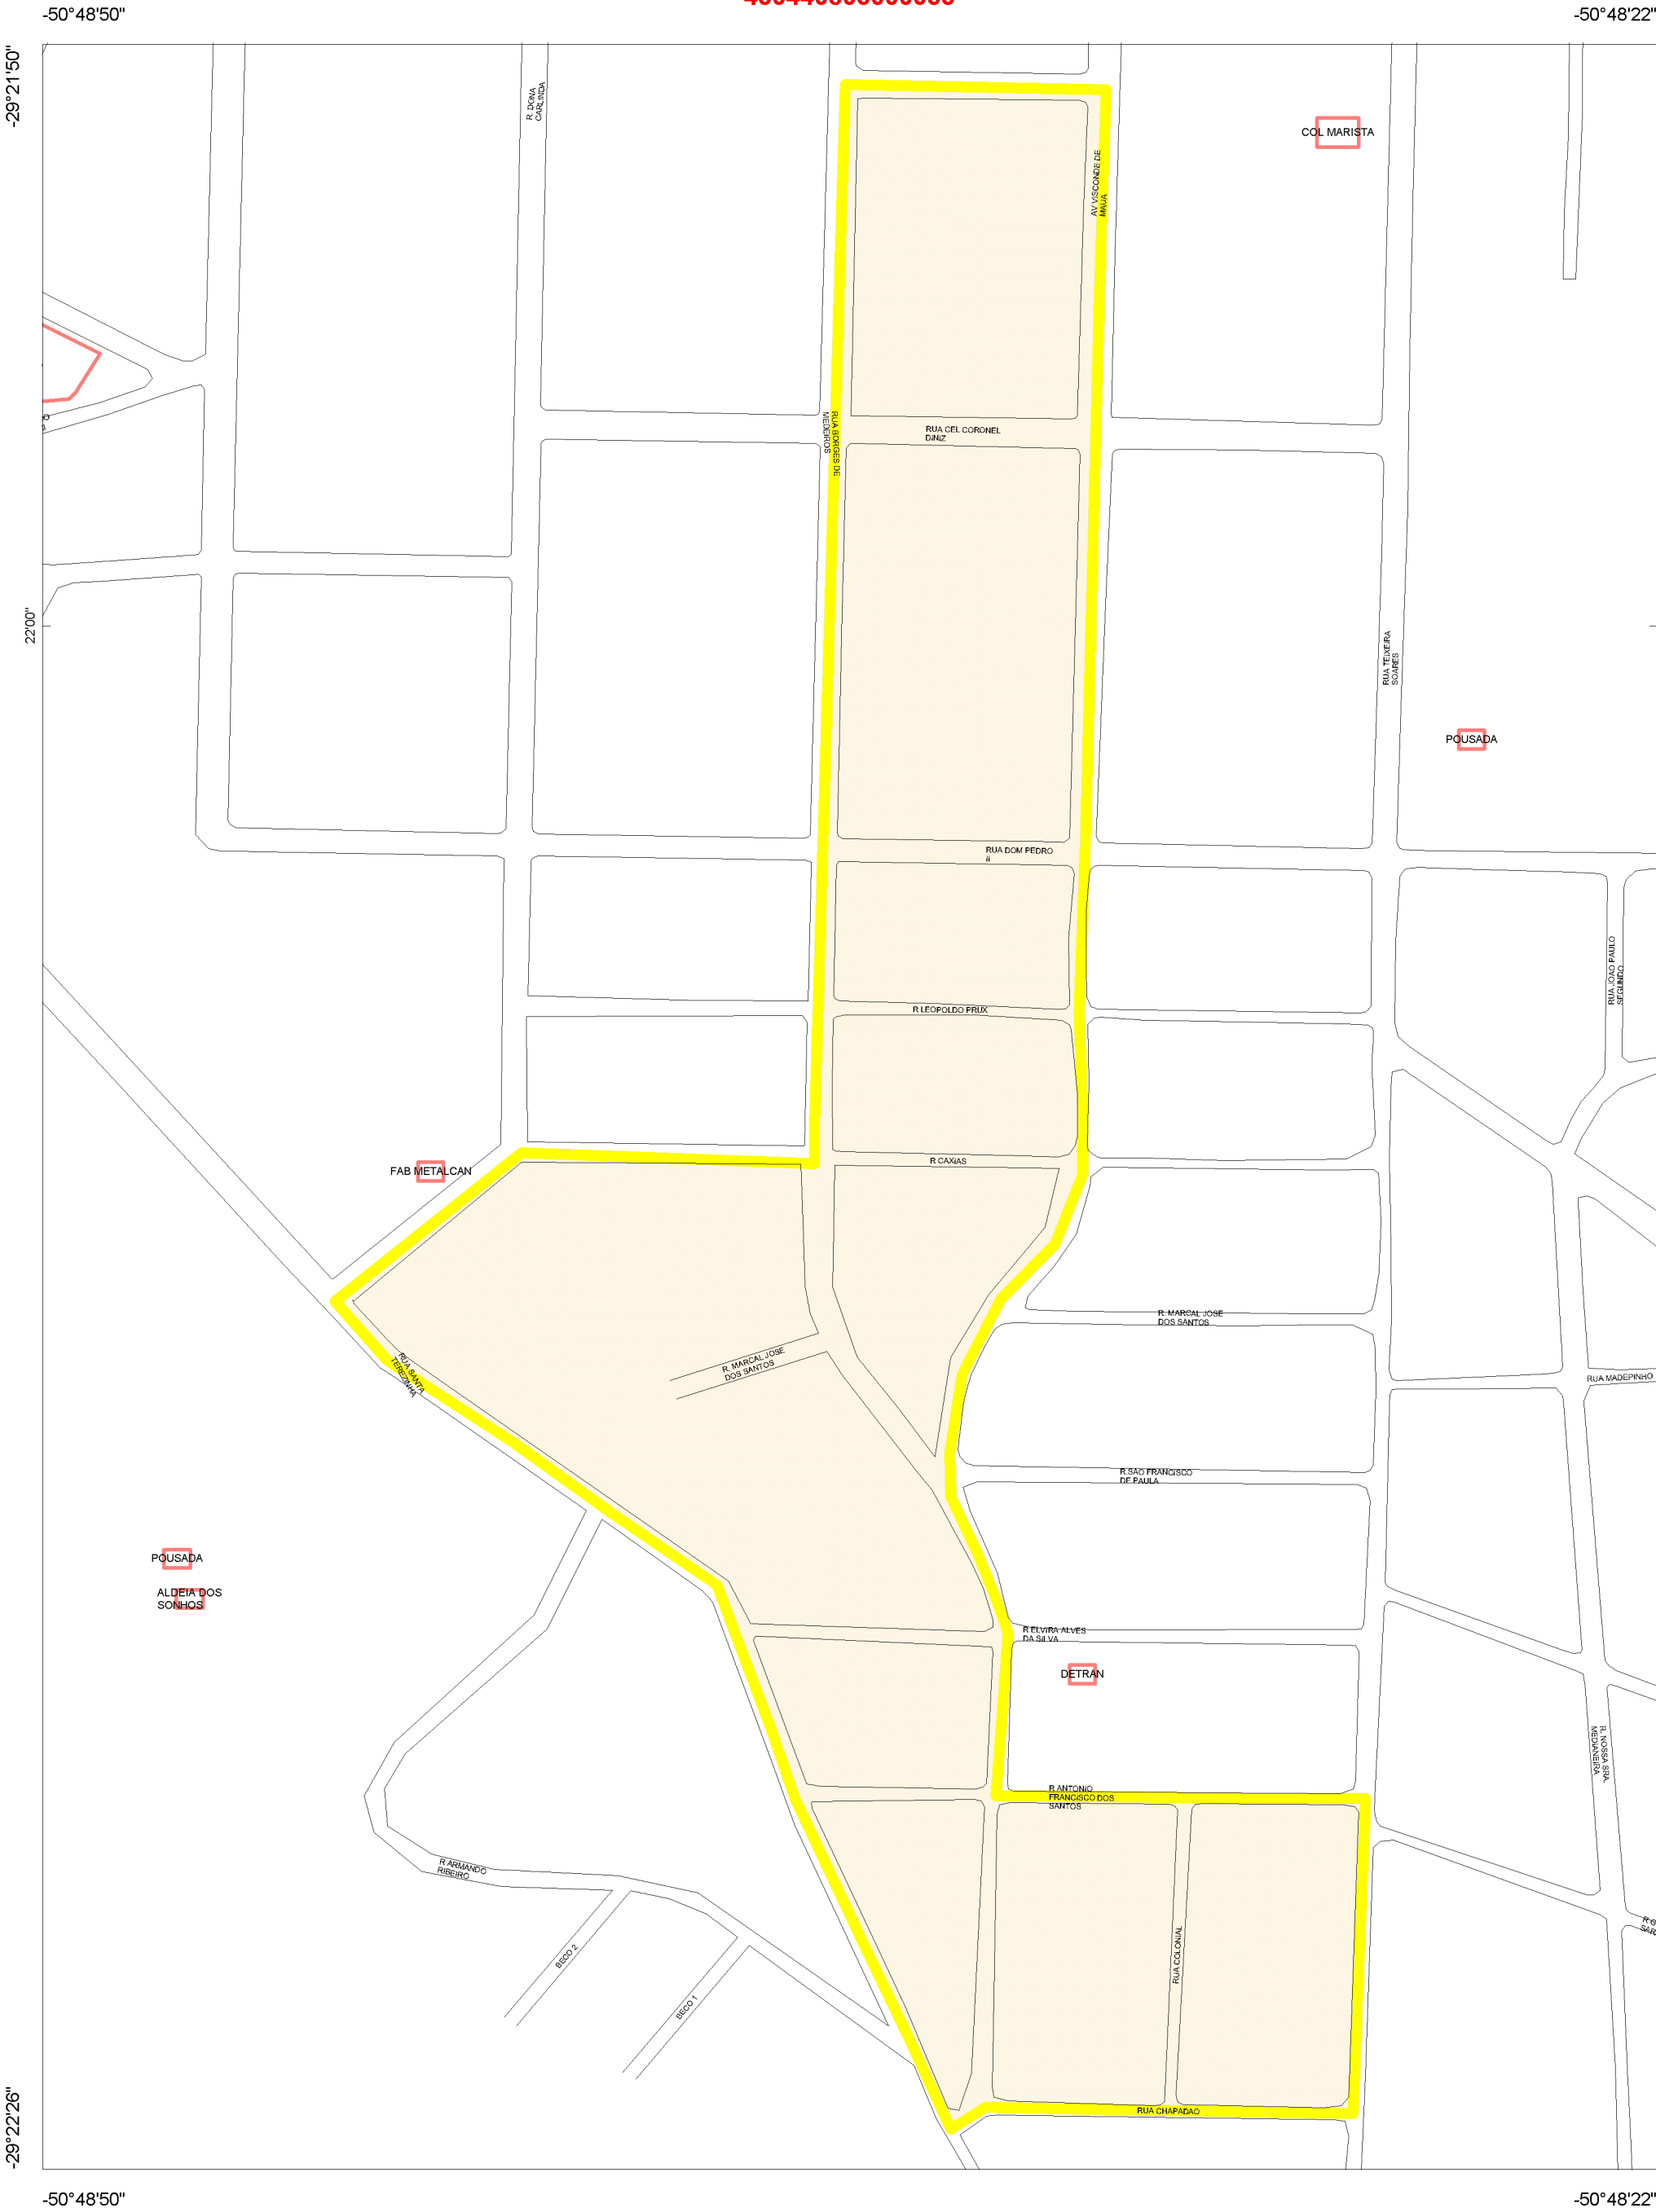 -50°48'50"
-50°48'22"
-29°21'50"
R. DONA
CARLINDA
COL MARISTA
AV VISCONDE DE
MAUA
RUA BORGES DE
MEDEIROS
RUA CEL CORONEL
DINIZ
22'00"
RUA TEIXEIRA
SOARES
POUSADA
RUA DOM PEDRO
II
RUA JOAO PAULO
SEGUNDO
R LEOPOLDO PRUX
R CAXIAS
FAB METALCAN
R. MARCAL JOSE
DOS SANTOS
R. MARCAL JOSE
DOS SANTOS
RUA SANTA
TEREZINHA
RUA MADEPINHO
R.SAO FRANCISCO
DE PAULA
POUSADA
ALDEIA DOS
SONHOS
R ELVIRA ALVES
DA SILVA
DETRAN
R. NOSSA SRA.
MEDIANEIRA
R ANTONIO
FRANCISCO DOS
SANTOS
R ARMANDO
RIBEIRO
RUA COLONIAL
BECO 2
BECO 1
RUA CHAPADAO
-29°22'26"
-50°48'50"
-50°48'22"